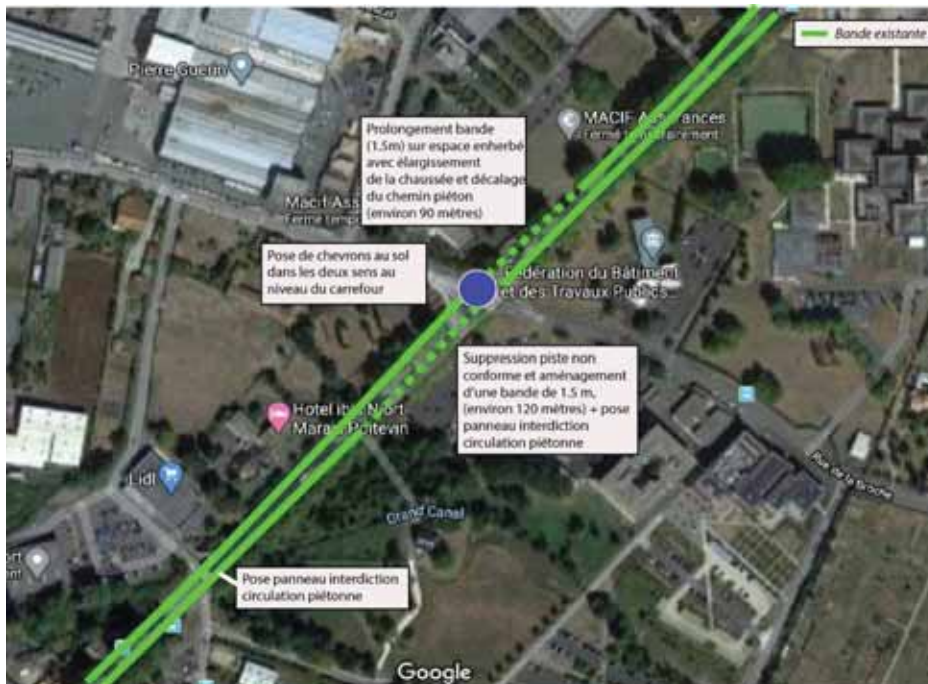 Bande existante
Pierre Guerin
MACIF Assurances
Fermé temporairement
Prolongement bande
(1.5m) sur espace enherbé
avec élargissement
de la chaussée et décalage
du chemin piéton
(environ 90 mètres)
Macif Ass
Fermé temp
Pose de chevrons au sol
dans les deux sens au
niveau du carrefour
Fédération du Bâtiment
et des Travaux Publics...
Suppression piste non
conforme et aménagement
d'une bande de 1.5 m,
(environ 120 mètres) + pose
panneau interdiction
circulation piétonne
Hotel ibis Niort
Marais Poitevin
Lidl
Rue de la Broche
Grand Canal
Pose panneau interdiction
circulation piétonne
Google